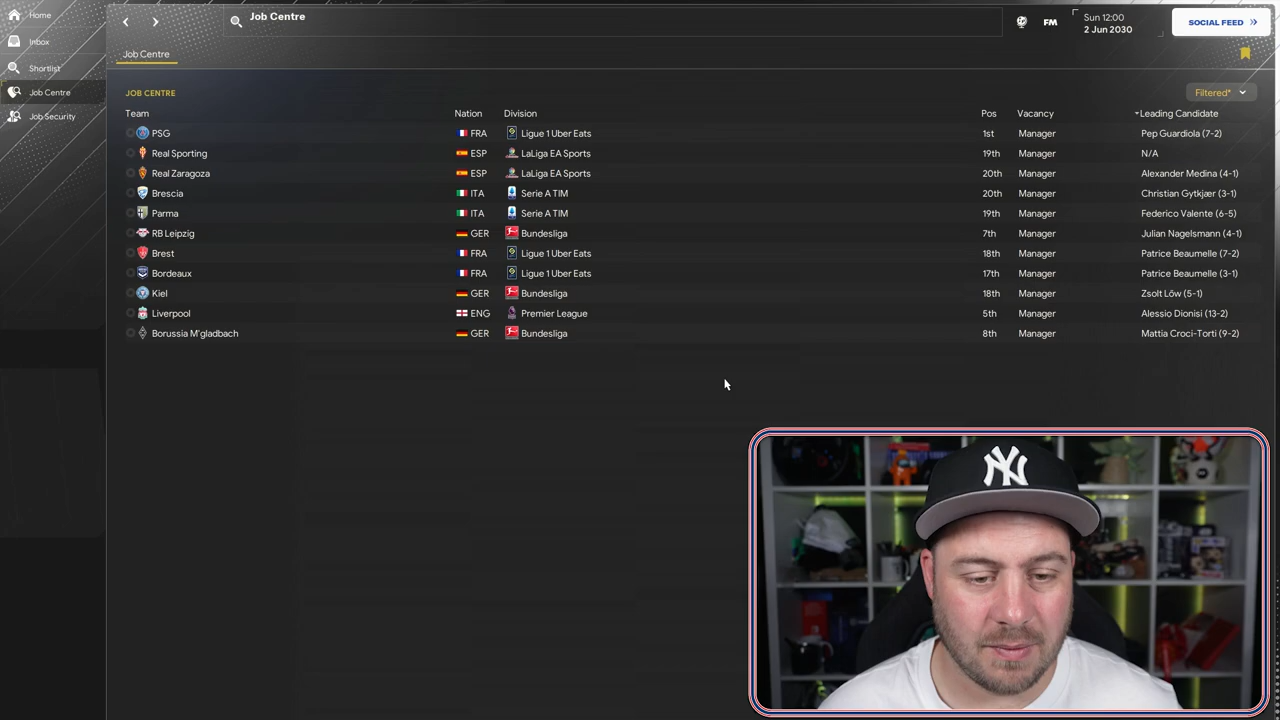 Home
Inbox
Shortlist
Job Centre
Job Security
Job Centre
FM
Sun 12:00
2 Jun 2030
SOCIAL FEED
Job Centre
JOB CENTRE
Filtered*
Team Nation Division Pos Vacancy Leading Candidate
PSG FRA Ligue 1 Uber Eats 1st Manager Pep Guardiola (7-2)
Real Sporting ESP LaLiga EA Sports 19th Manager N/A
Real Zaragoza ESP LaLiga EA Sports 20th Manager Alexander Medina (4-1)
Brescia ITA Serie A TIM 20th Manager Christian Gytkjær (3-1)
Parma ITA Serie A TIM 19th Manager Federico Valente (6-5)
RB Leipzig GER Bundesliga 7th Manager Julian Nagelsmann (4-1)
Brest FRA Ligue 1 Uber Eats 18th Manager Patrice Beaumelle (7-2)
Bordeaux FRA Ligue 1 Uber Eats 17th Manager Patrice Beaumelle (3-1)
Kiel GER Bundesliga 18th Manager Zsolt Lőw (5-1)
Liverpool ENG Premier League 5th Manager Alessio Dionisi (13-2)
Borussia M'gladbach GER Bundesliga 8th Manager Mattia Croci-Torti (9-2)
NY